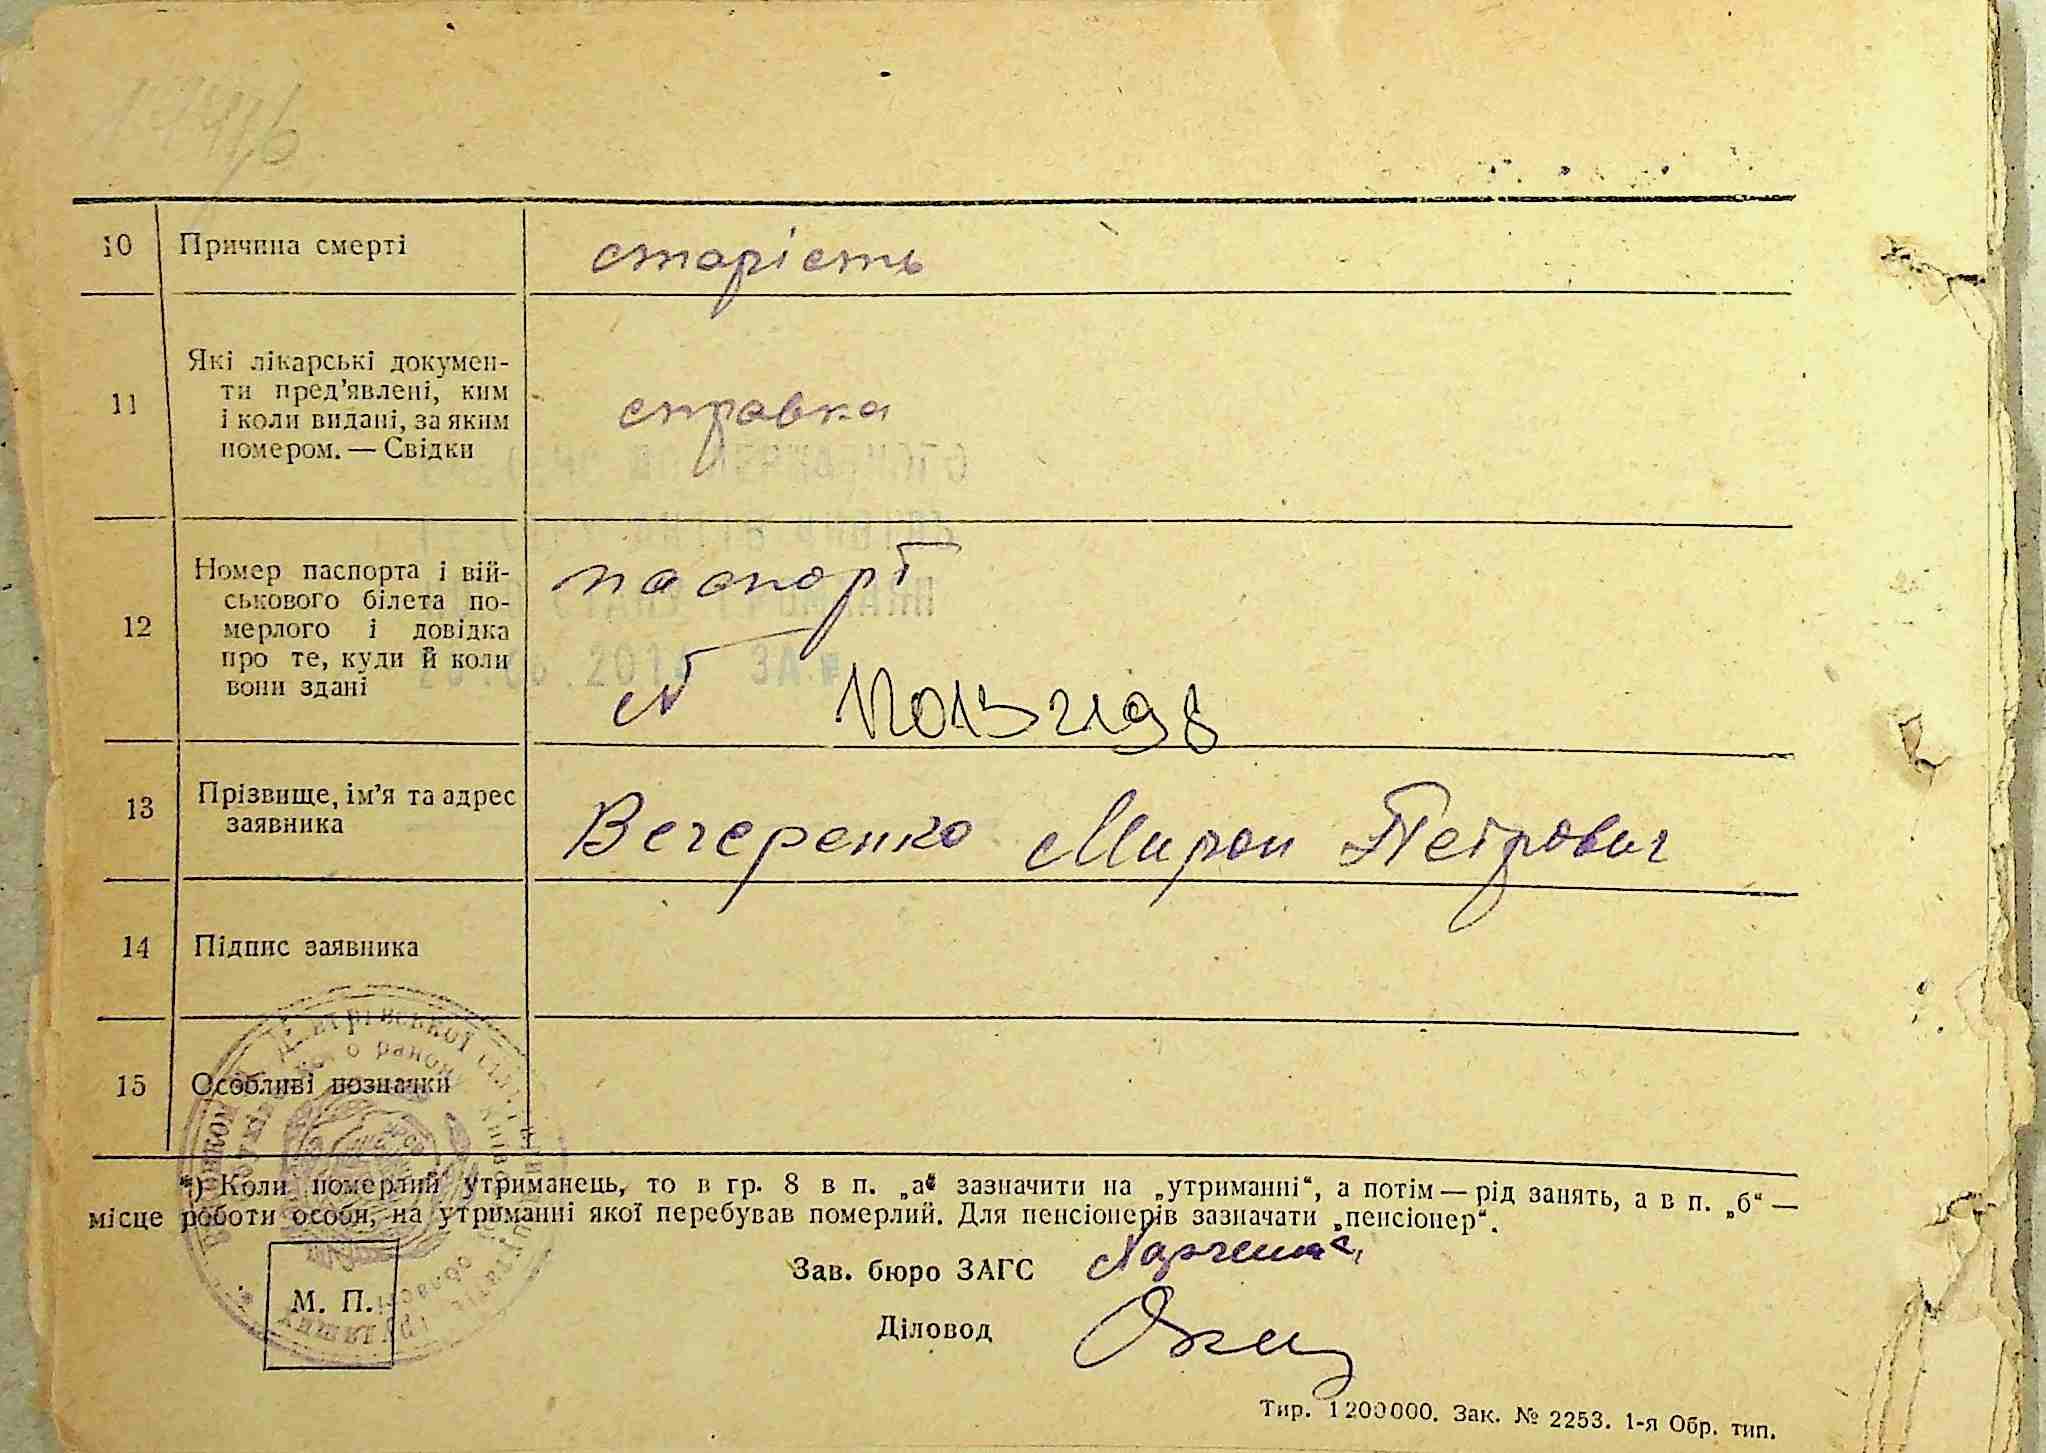 10 Причина смерті старість
11 Які лікарські докумен-
ти пред'явлені, ким
і коли видані, за яким
номером. — Свідки
справка
12 Номер паспорта і вій-
ськового білета по-
мерлого і довідка
про те, куди й коли
вони здані
паспорт
N
13 Прізвище, ім'я та адрес
заявника
Вечеренко Мирон Петрович
14 Підпис заявника
15 Особливі позначки
*) Коли померлий утриманець, то в гр. 8 в п. „а“ зазначити на „утриманні“, а потім — рід занять, а в п. „б“ —
місце роботи особи, на утриманні якої перебував померлий. Для пенсіонерів зазначати „пенсіонер“.
Зав. бюро ЗАГС
Діловод
М. П.
Тир. 1200000. Зак. № 2253. 1-я Обр. тип.